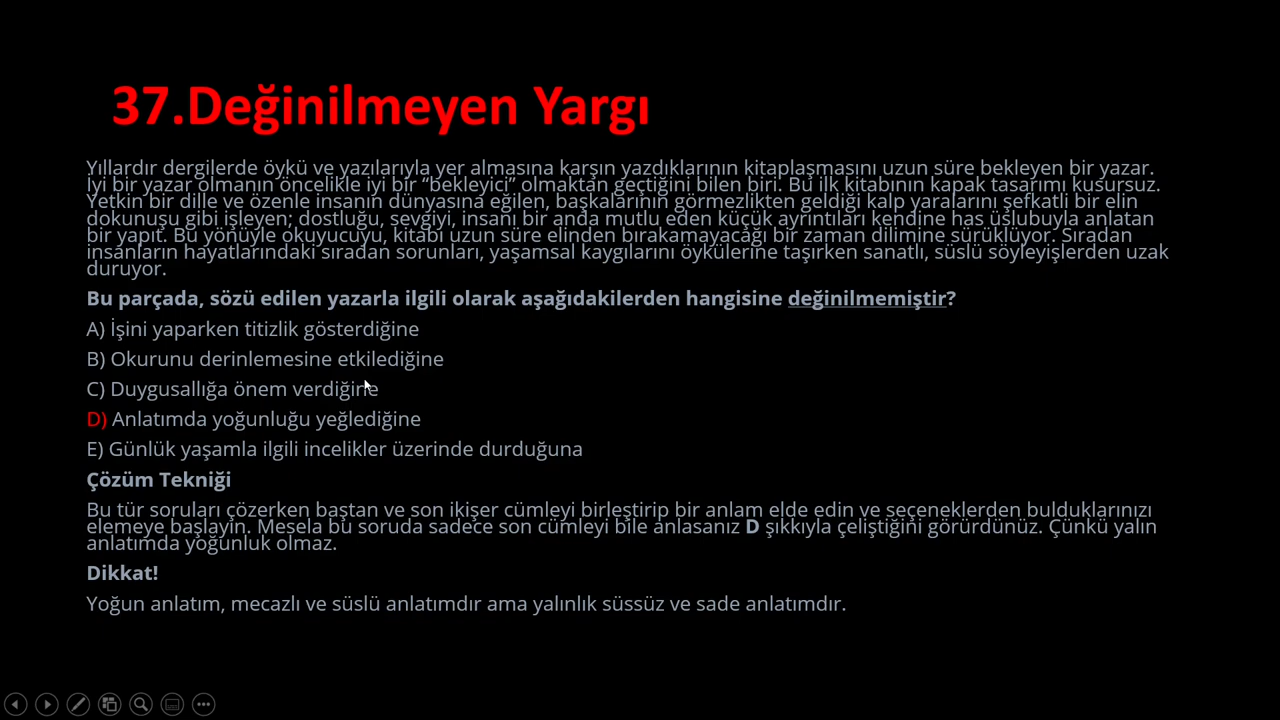 37.Değinilmeyen Yargı
Yıllardır dergilerde öykü ve yazılarıyla yer almasına karşın yazdıklarının kitaplaşmasını uzun süre bekleyen bir yazar.
İyi bir yazar olmanın öncelikle iyi bir “bekleyici” olmaktan geçtiğini bilen biri. Bu ilk kitabının kapak tasarımı kusursuz.
Yetkin bir dille ve özenle insanın dünyasına eğilen, başkalarının görmezlikten geldiği kalp yaralarını şefkatli bir elin
dokunuşu gibi işleyen; dostluğu, sevgiyi, insanı bir anda mutlu eden küçük ayrıntıları kendine has üslubuyla anlatan
bir yapıt. Bu yönüyle okuyucuyu, kitabı uzun süre elinden bırakamayacağı bir zaman dilimine sürüklüyor. Sıradan
insanların hayatlarındaki sıradan sorunları, yaşamsal kaygılarını öykülerine taşırken sanatlı, süslü söyleyişlerden uzak
duruyor.
Bu parçada, sözü edilen yazarla ilgili olarak aşağıdakilerden hangisine değinilmemiştir?
A) İşini yaparken titizlik gösterdiğine
B) Okurunu derinlemesine etkilediğine
C) Duygusallığa önem verdiğine
D) Anlatımda yoğunluğu yeğlediğine
E) Günlük yaşamla ilgili incelikler üzerinde durduğuna
Çözüm Tekniği
Bu tür soruları çözerken baştan ve son ikişer cümleyi birleştirip bir anlam elde edin ve seçeneklerden bulduklarınızı
elemeye başlayın. Mesela bu soruda sadece son cümleyi bile anlasanız D şıkkıyla çeliştiğini görürdünüz. Çünkü yalın
anlatımda yoğunluk olmaz.
Dikkat!
Yoğun anlatım, mecazlı ve süslü anlatımdır ama yalınlık süssüz ve sade anlatımdır.